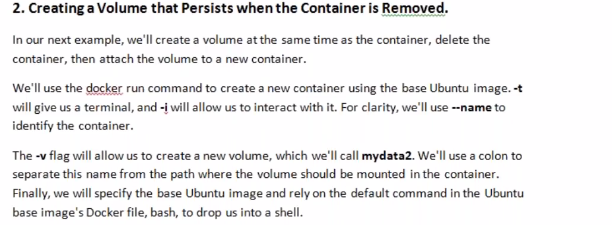 2. Creating a Volume that Persists when the Container is Removed.
In our next example, we'll create a volume at the same time as the container, delete the
container, then attach the volume to a new container.
We'll use the docker run command to create a new container using the base Ubuntu image. -t
will give us a terminal, and -i will allow us to interact with it. For clarity, we'll use --name to
identify the container.
The -v flag will allow us to create a new volume, which we'll call mydata2. We'll use a colon to
separate this name from the path where the volume should be mounted in the container.
Finally, we will specify the base Ubuntu image and rely on the default command in the Ubuntu
base image's Docker file, bash, to drop us into a shell.